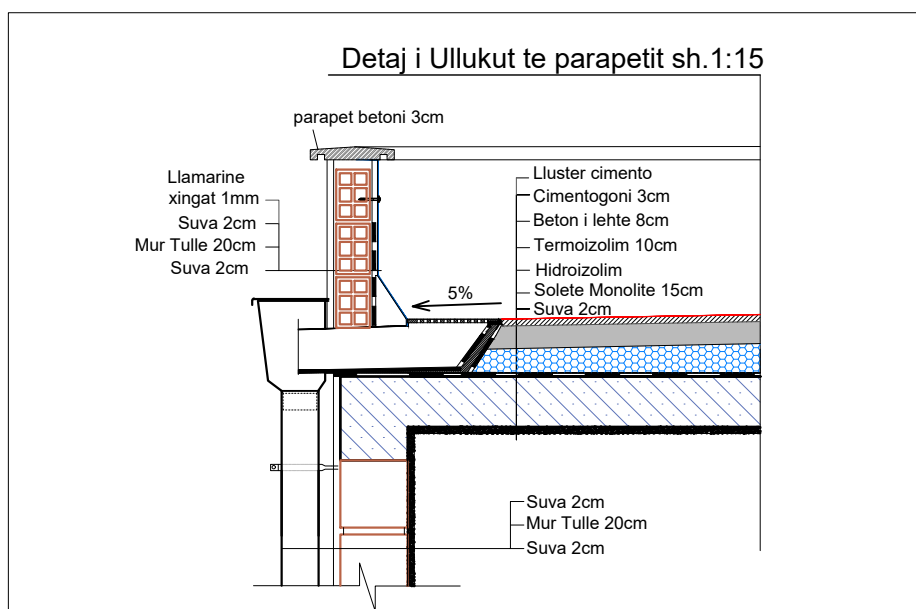 Detaj i Ullukut te parapetit sh.1:15
parapet betoni 3cm
Llamarine
xingat 1mm
Suva 2cm
Mur Tulle 20cm
Suva 2cm
Lluster cimento
Cimentogoni 3cm
Beton i lehte 8cm
Termoizolim 10cm
Hidroizolim
Solete Monolite 15cm
Suva 2cm
5%
Suva 2cm
Mur Tulle 20cm
Suva 2cm